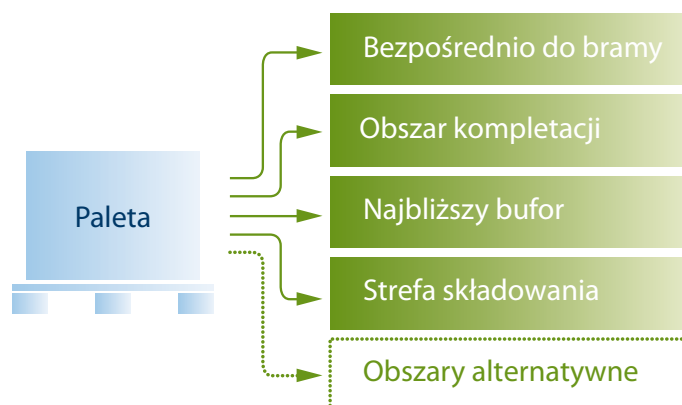 Bezpośrednio do bramy
Obszar kompletacji
Paleta
Najbliższy bufor
Strefa składowania
Obszary alternatywne